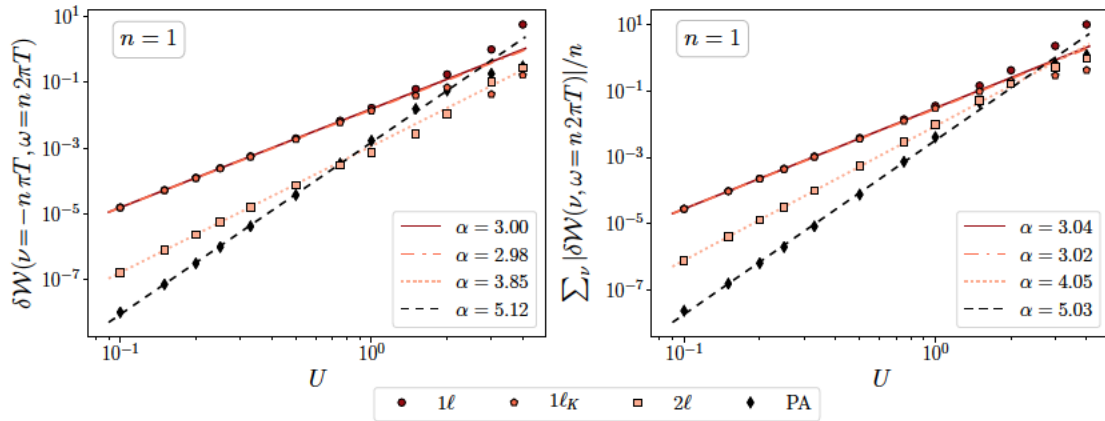 δW(ν=−n πT, ω=n 2πT)
10^1
10^−1
10^−3
10^−5
10^−7
n = 1
α = 3.00
α = 2.98
α = 3.85
α = 5.12
10^−1
10^0
U
∑_ν |δW(ν, ω=n 2πT)|/n
10^1
10^−1
10^−3
10^−5
10^−7
n = 1
α = 3.04
α = 3.02
α = 4.05
α = 5.03
10^−1
10^0
U
1ℓ 1ℓ_K 2ℓ PA